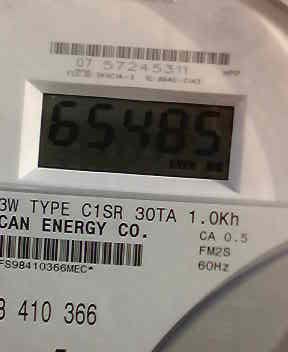 07 57245311
65485
3W TYPE C1SR 30TA 1.0Kh
CAN ENERGY CO.
CA 0.5
FM2S
FS98410366MEC*
60Hz
410 366